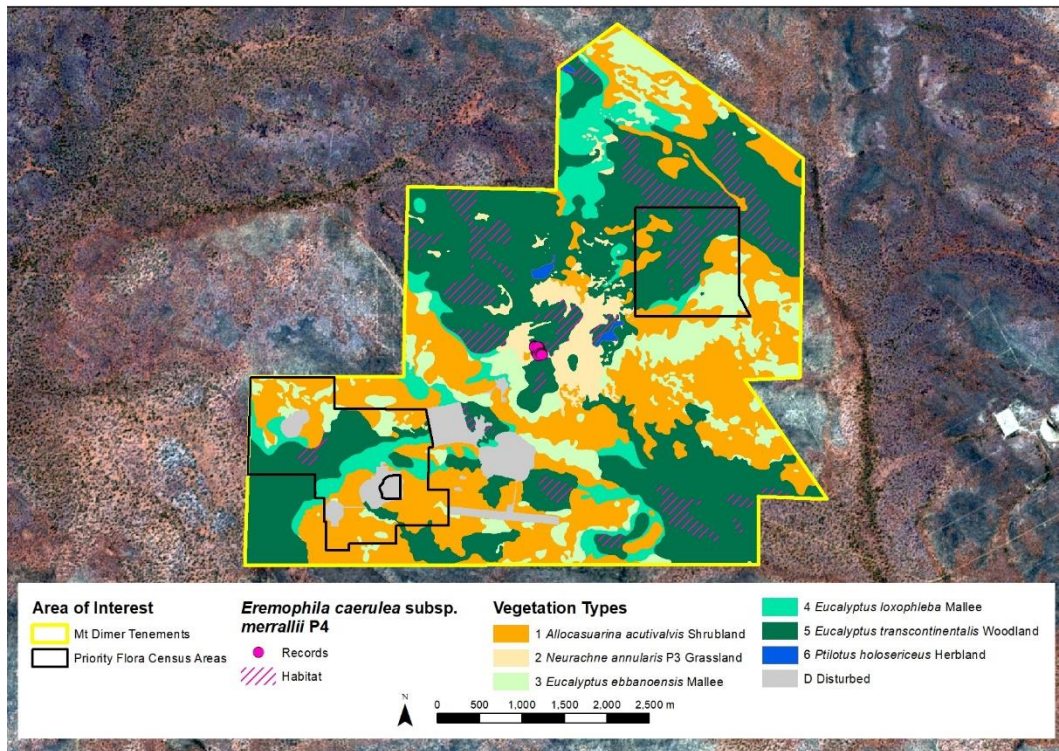 Area of Interest
Mt Dimer Tenements
Priority Flora Census Areas
Eremophila caerulea subsp.
merrallii P4
Records
Habitat
Vegetation Types
1 Allocasuarina acutivalvis Shrubland
2 Neurachne annularis P3 Grassland
3 Eucalyptus ebbanoensis Mallee
4 Eucalyptus loxophleba Mallee
5 Eucalyptus transcontinentalis Woodland
6 Ptilotus holosericeus Herbland
D Disturbed
N
0 500 1,000 1,500 2,000 2,500 m